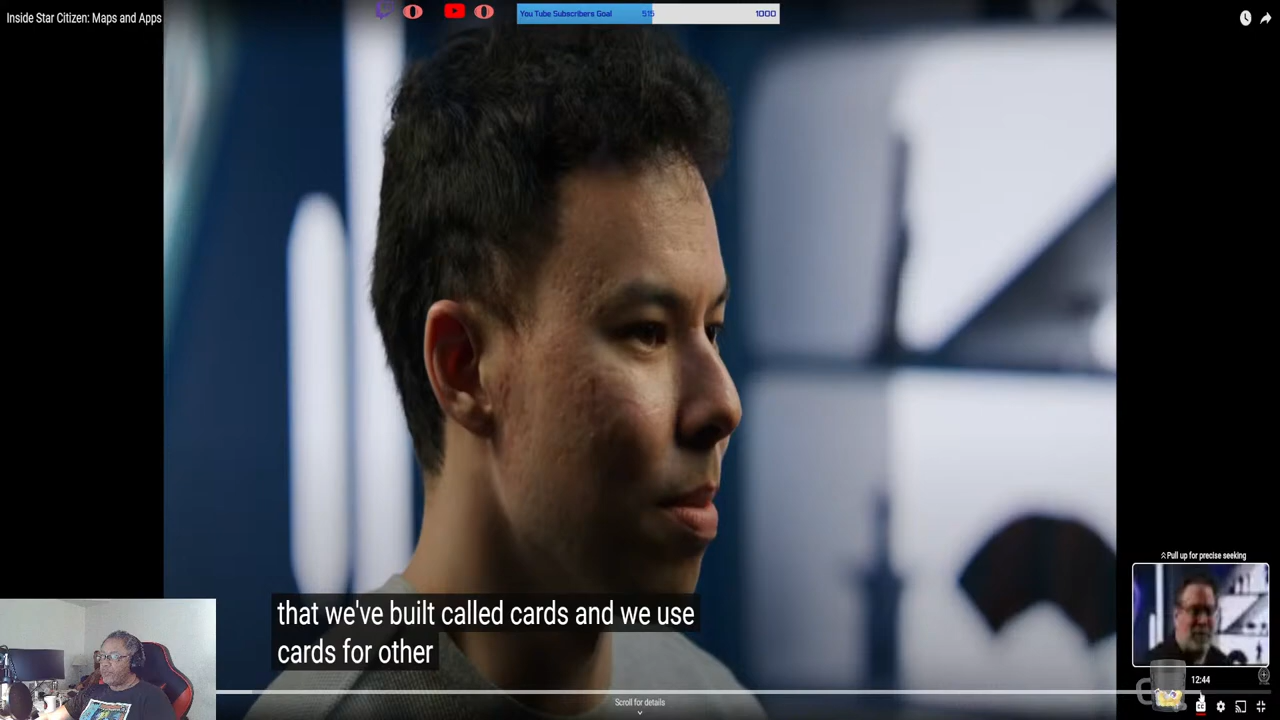 Inside Star Citizen: Maps and Apps
You Tube Subscribers Goal 515 1000
Pull up for precise seeking
that we've built called cards and we use
cards for other
12:44
Scroll for details